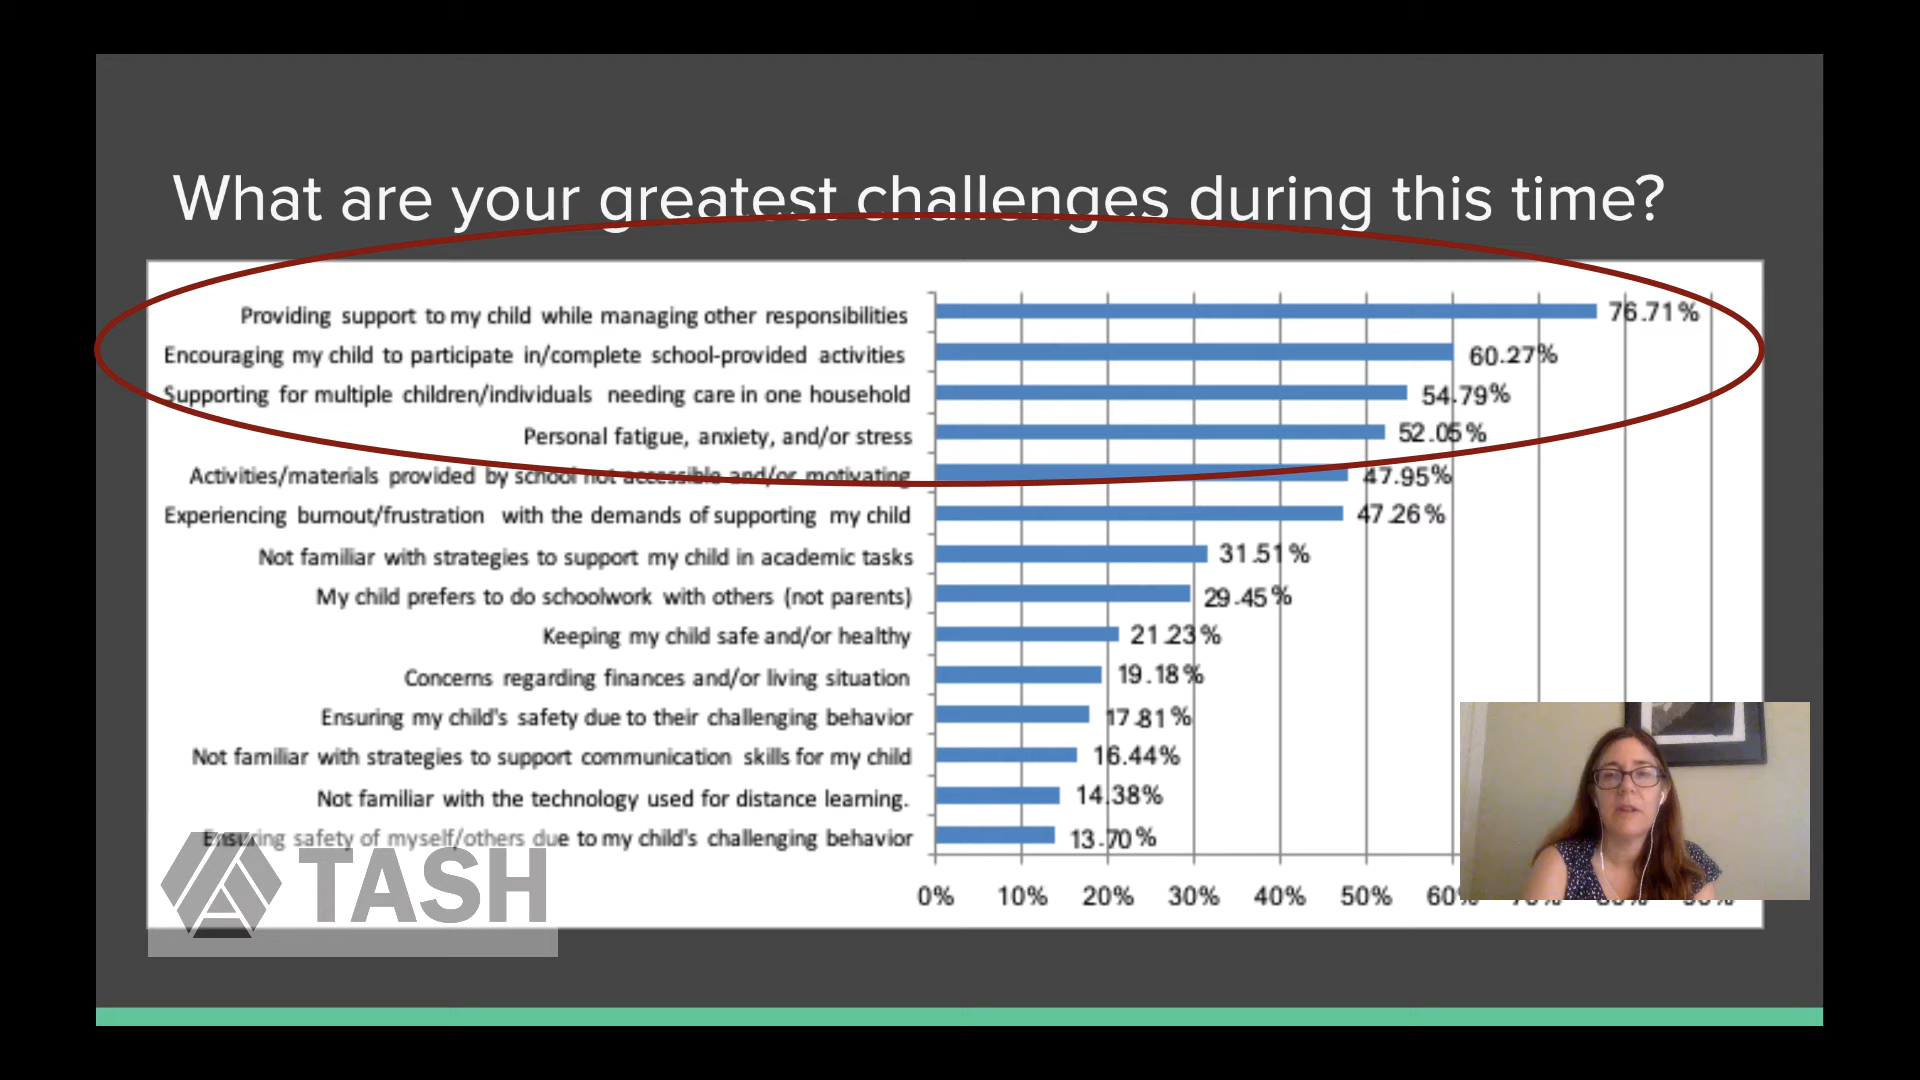 What are your greatest challenges during this time?
Providing support to my child while managing other responsibilities 76.71%
Encouraging my child to participate in/complete school-provided activities 60.27%
Supporting for multiple children/individuals needing care in one household 54.79%
Personal fatigue, anxiety, and/or stress 52.05%
Activities/materials provided by school not accessible and/or motivating 47.95%
Experiencing burnout/frustration with the demands of supporting my child 47.26%
Not familiar with strategies to support my child in academic tasks 31.51%
My child prefers to do schoolwork with others (not parents) 29.45%
Keeping my child safe and/or healthy 21.23%
Concerns regarding finances and/or living situation 19.18%
Ensuring my child's safety due to their challenging behavior 17.81%
Not familiar with strategies to support communication skills for my child 16.44%
Not familiar with the technology used for distance learning. 14.38%
Ensuring safety of myself/others due to my child's challenging behavior 13.70%
0% 10% 20% 30% 40% 50% 60%
TASH